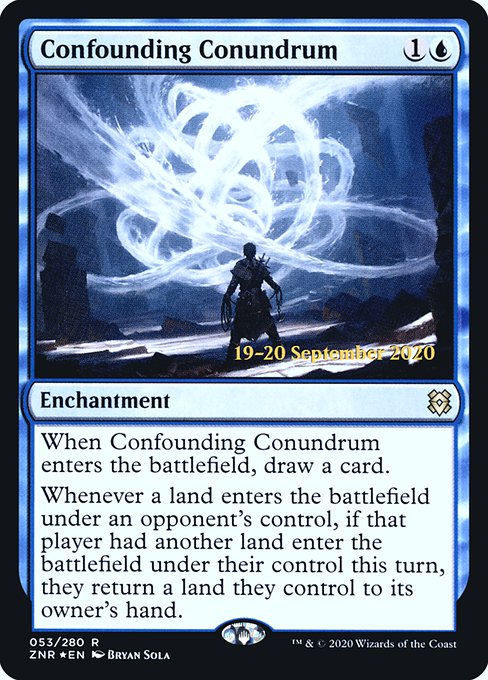 Confounding Conundrum 1
19–20 September 2020
Enchantment
When Confounding Conundrum
enters the battlefield, draw a card.
Whenever a land enters the battlefield
under an opponent's control, if that
player had another land enter the
battlefield under their control this turn,
they return a land they control to its
owner's hand.
053/280 R
ZNR ★ EN Bryan Sola
™ & © 2020 Wizards of the Coast